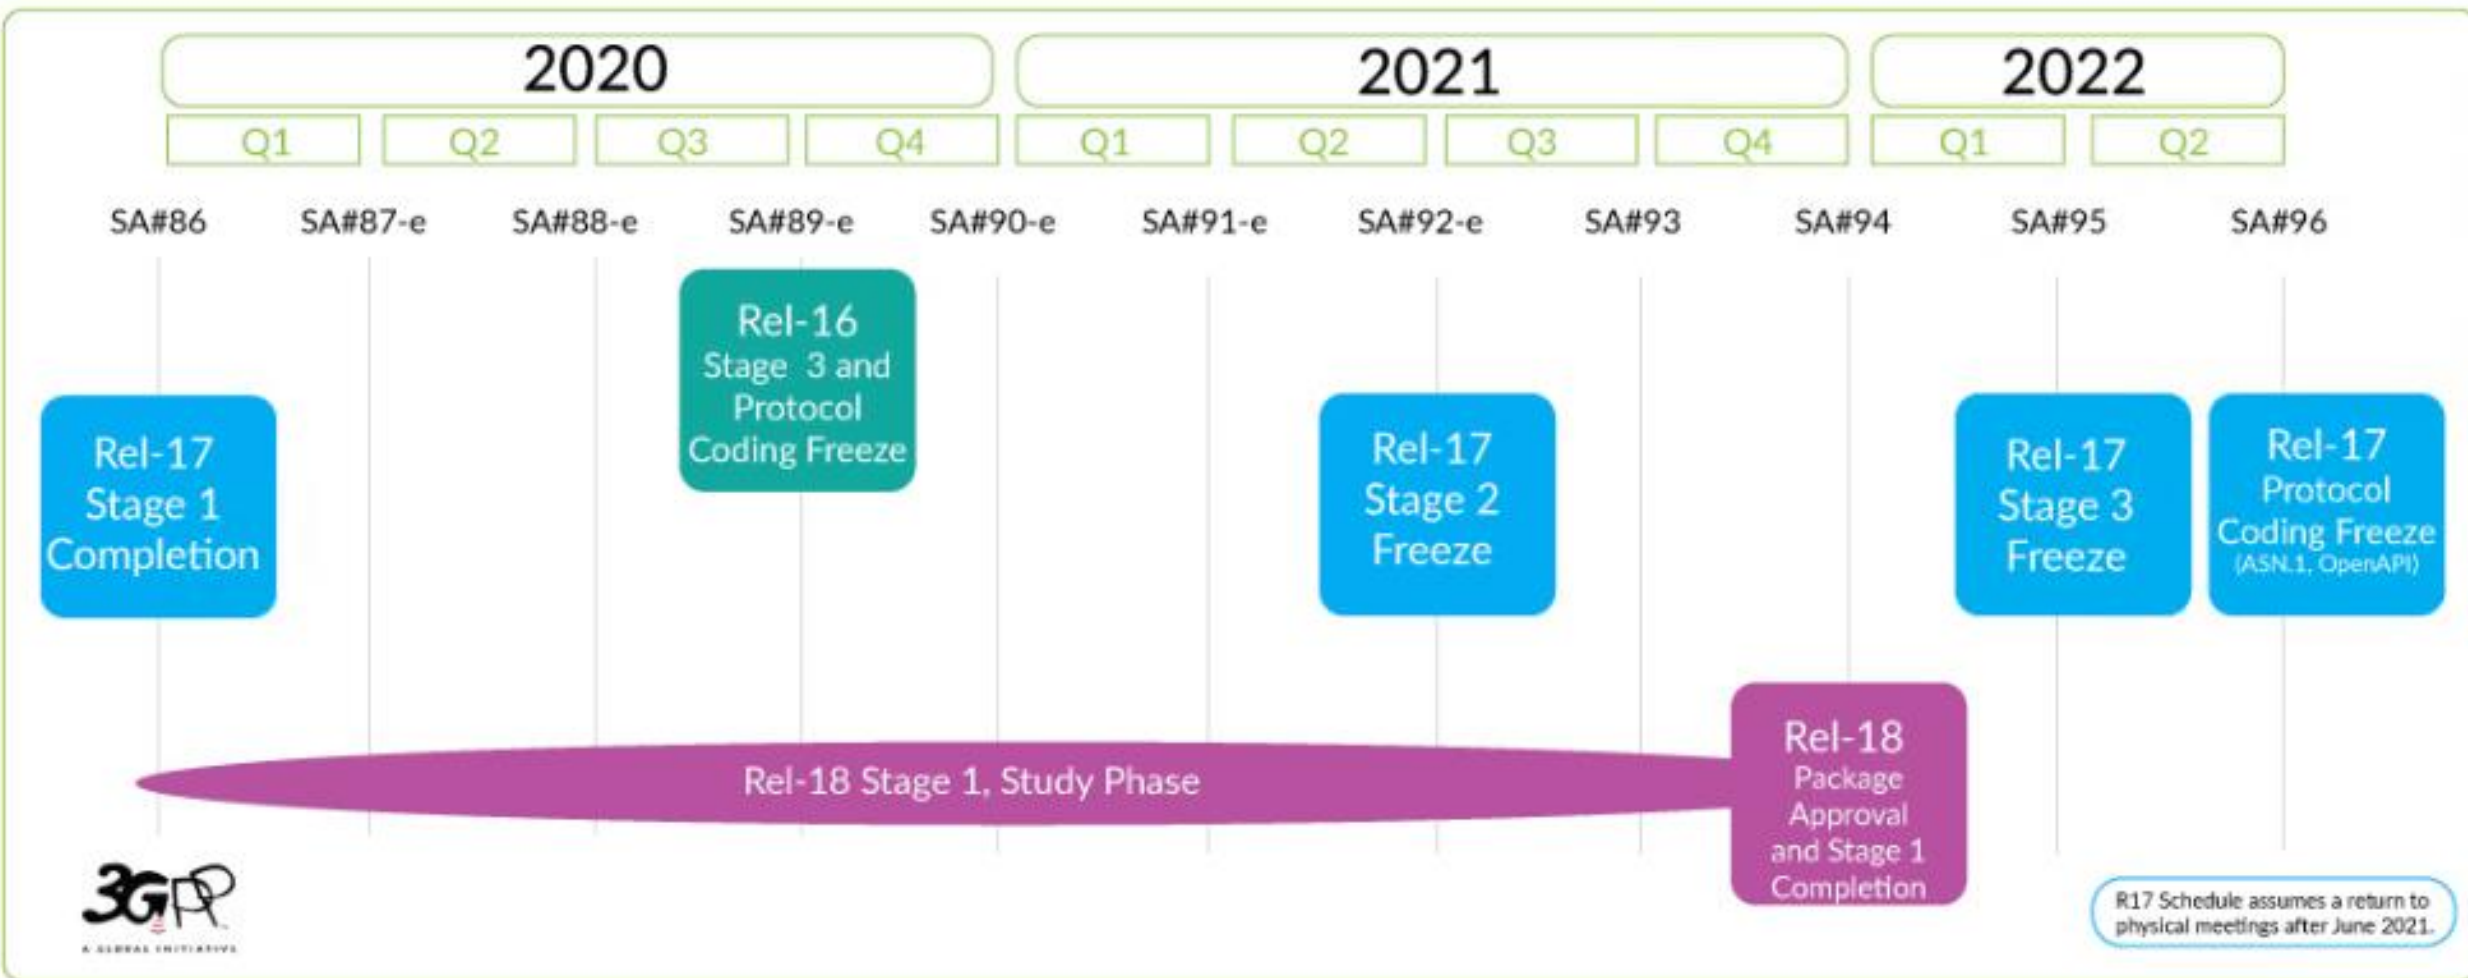 2020 2021 2022
Q1 Q2 Q3 Q4 Q1 Q2 Q3 Q4 Q1 Q2
SA#86 SA#87-e SA#88-e SA#89-e SA#90-e SA#91-e SA#92-e SA#93 SA#94 SA#95 SA#96
Rel-16
Stage 3 and
Protocol
Coding Freeze
Rel-17
Stage 1
Completion
Rel-17
Stage 2
Freeze
Rel-17
Stage 3
Freeze
Rel-17
Protocol
Coding Freeze
(ASN.1, OpenAPI)
Rel-18 Stage 1, Study Phase
Rel-18
Package
Approval
and Stage 1
Completion
3GPP
A GLOBAL INITIATIVE
R17 Schedule assumes a return to
physical meetings after June 2021.